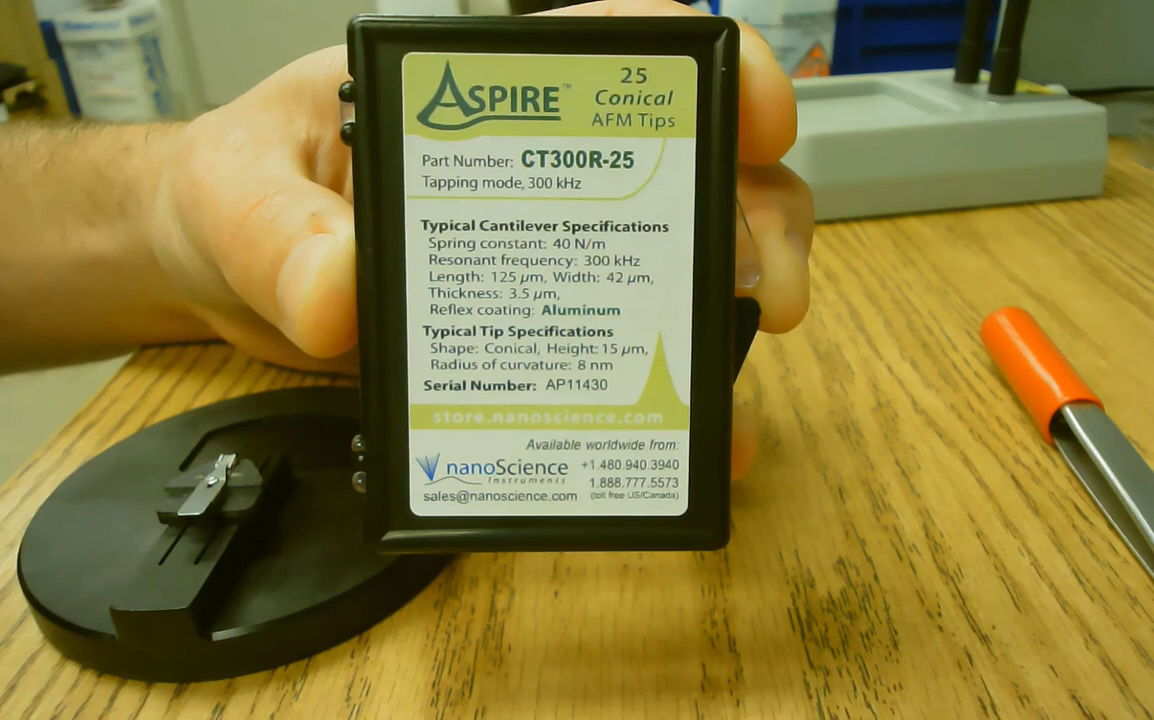 ASPIRE™
25
Conical
AFM Tips
Part Number: CT300R-25
Tapping mode, 300 kHz
Typical Cantilever Specifications
Spring constant: 40 N/m
Resonant frequency: 300 kHz
Length: 125 µm, Width: 42 µm,
Thickness: 3.5 µm,
Reflex coating: Aluminum
Typical Tip Specifications
Shape: Conical, Height: 15 µm,
Radius of curvature: 8 nm
Serial Number: AP11430
store.nanoscience.com
Available worldwide from:
nanoScience
Instruments
sales@nanoscience.com
+1.480.940.3940
1.888.777.5573
(toll free US/Canada)